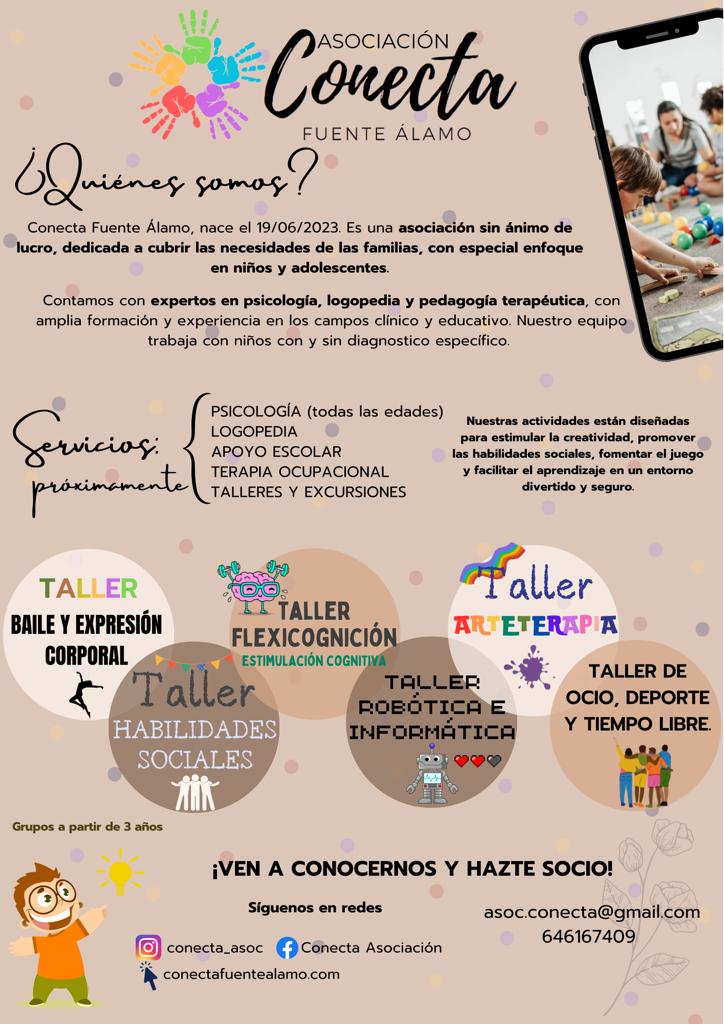 ASOCIACIÓN
Conecta
FUENTE ÁLAMO
¿Quiénes somos?
Conecta Fuente Álamo, nace el 19/06/2023. Es una asociación sin ánimo de
lucro, dedicada a cubrir las necesidades de las familias, con especial enfoque
en niños y adolescentes.
Contamos con expertos en psicología, logopedia y pedagogía terapéutica, con
amplia formación y experiencia en los campos clínico y educativo. Nuestro equipo
trabaja con niños con y sin diagnostico específico.
Servicios:
próximamente
PSICOLOGÍA (todas las edades)
LOGOPEDIA
APOYO ESCOLAR
TERAPIA OCUPACIONAL
TALLERES Y EXCURSIONES
Nuestras actividades están diseñadas
para estimular la creatividad, promover
las habilidades sociales, fomentar el juego
y facilitar el aprendizaje en un entorno
divertido y seguro.
TALLER
BAILE Y EXPRESIÓN
CORPORAL
Taller
HABILIDADES
SOCIALES
TALLER
FLEXICOGNICIÓN
ESTIMULACIÓN COGNITIVA
TALLER
ROBÓTICA E
INFORMÁTICA
Taller
ARTETERAPIA
TALLER DE
OCIO, DEPORTE
Y TIEMPO LIBRE.
Grupos a partir de 3 años
¡VEN A CONOCERNOS Y HAZTE SOCIO!
Síguenos en redes
conecta_asoc
Conecta Asociación
conectafuentealamo.com
asoc.conecta@gmail.com
646167409